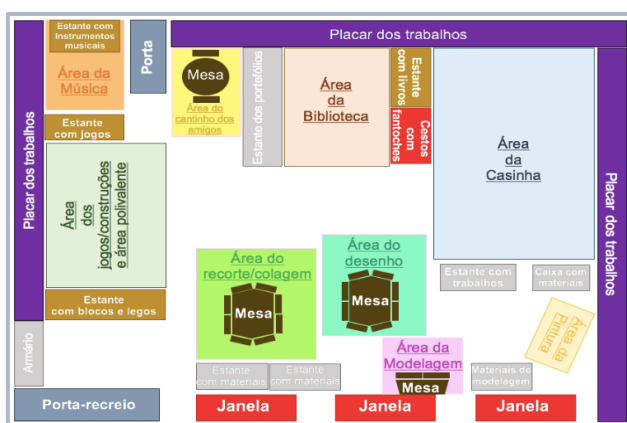 Placar dos trabalhos
Estante com
Instrumentos
musicais
Área da
Música
Estante
com jogos
Área
dos
jogos/construções
e área polivalente
Estante
com blocos e legos
Armário
Porta-recreio
Porta
Placar dos trabalhos
Mesa
Área do
cantinho dos
amigos
Estante dos portefólios
Área
da
Biblioteca
Estante
com livros
Cestos
com
fantoches
Área
da
Casinha
Placar dos trabalhos
Área do
recorte/colagem
Mesa
Área do
desenho
Mesa
Estante com
trabalhos
Caixa com
materiais
Área da
Pintura
Estante
com materiais
Estante
com materiais
Área da
Modelagem
Mesa
Materiais de
modelagem
Janela
Janela
Janela